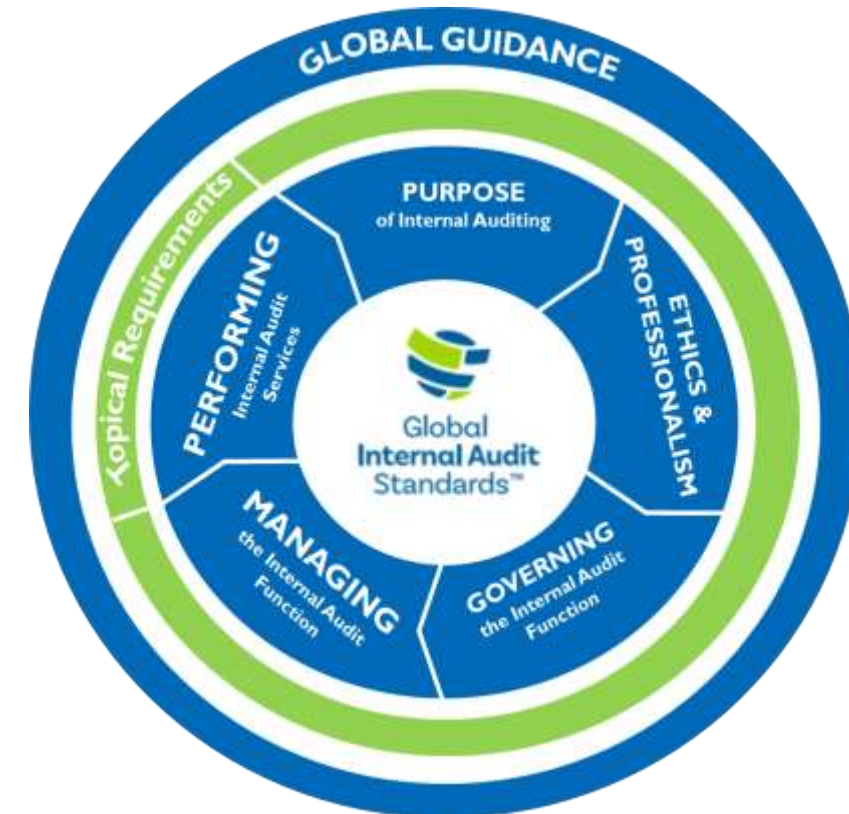 GLOBAL GUIDANCE
Topical Requirements
PURPOSE
of Internal Auditing
ETHICS &
PROFESSIONALISM
GOVERNING
the Internal Audit
Function
MANAGING
the Internal Audit
Function
PERFORMING
Internal Audit
Services
Global
Internal Audit
Standards™